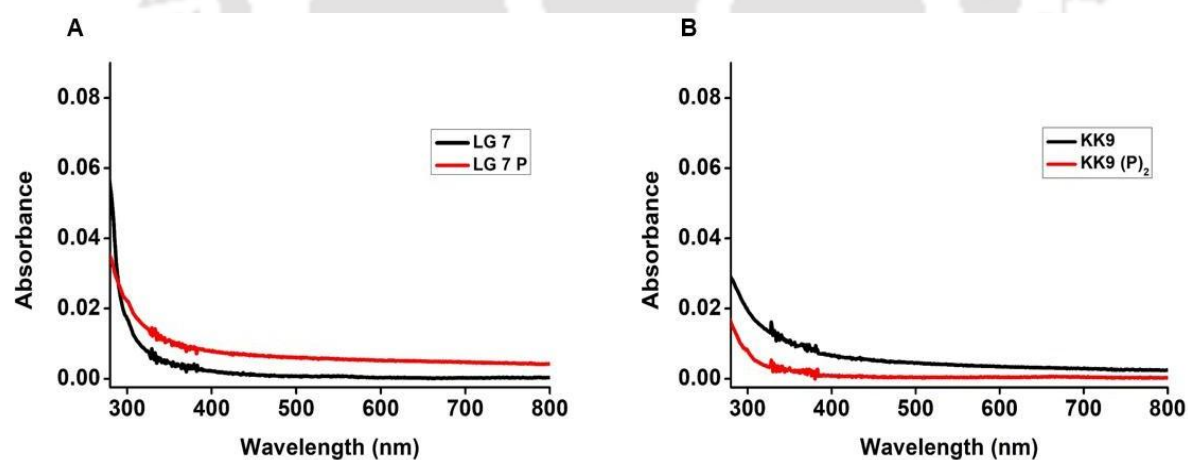 A
0.08
0.06
0.04
0.02
0.00
Absorbance
LG 7
LG 7 P
300 400 500 600 700 800
Wavelength (nm)
B
0.08
0.06
0.04
0.02
0.00
Absorbance
KK9
KK9 (P)₂
300 400 500 600 700 800
Wavelength (nm)